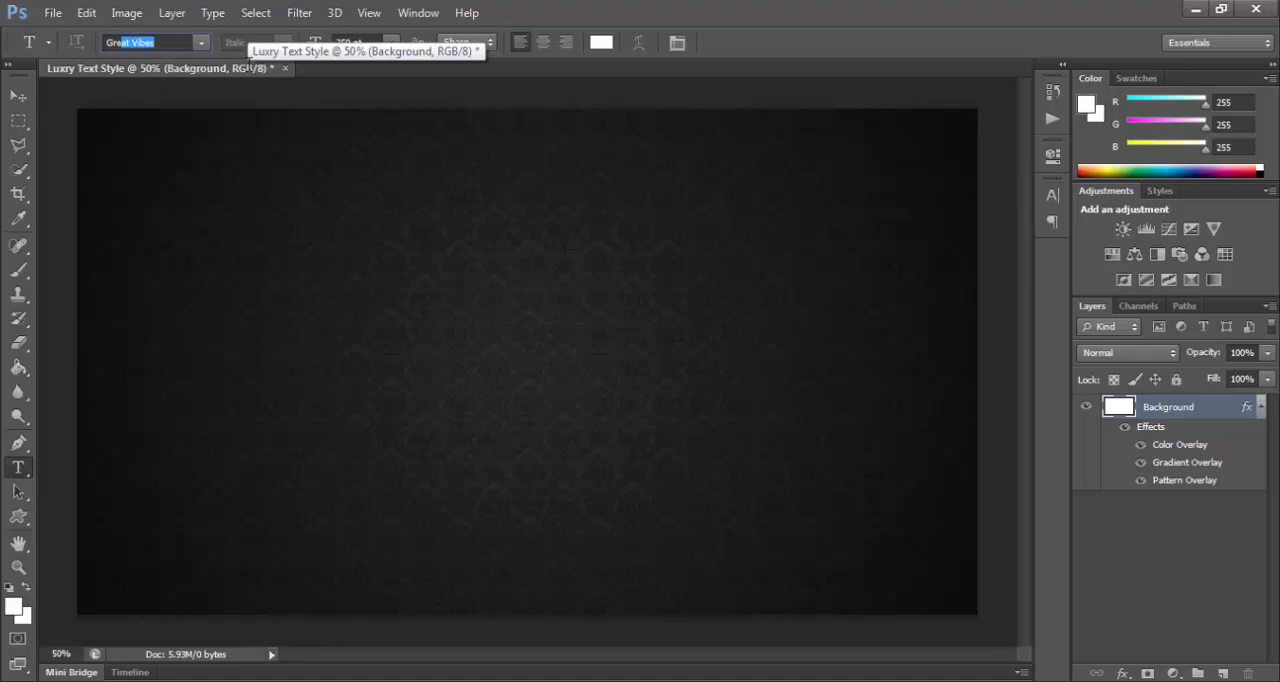 Ps File Edit Image Layer Type Select Filter 3D View Window Help
T Great Vibes Italic Sharp Essentials
Luxry Text Style @ 50% (Background, RGB/8) *
Luxry Text Style @ 50% (Background, RGB/8) * ×
Color Swatches
R 255
G 255
B 255
Adjustments Styles
Add an adjustment
Layers Channels Paths
Kind
Normal Opacity: 100%
Lock: Fill: 100%
Background fx
Effects
Color Overlay
Gradient Overlay
Pattern Overlay
50% Doc: 5.93M/0 bytes
Mini Bridge Timeline